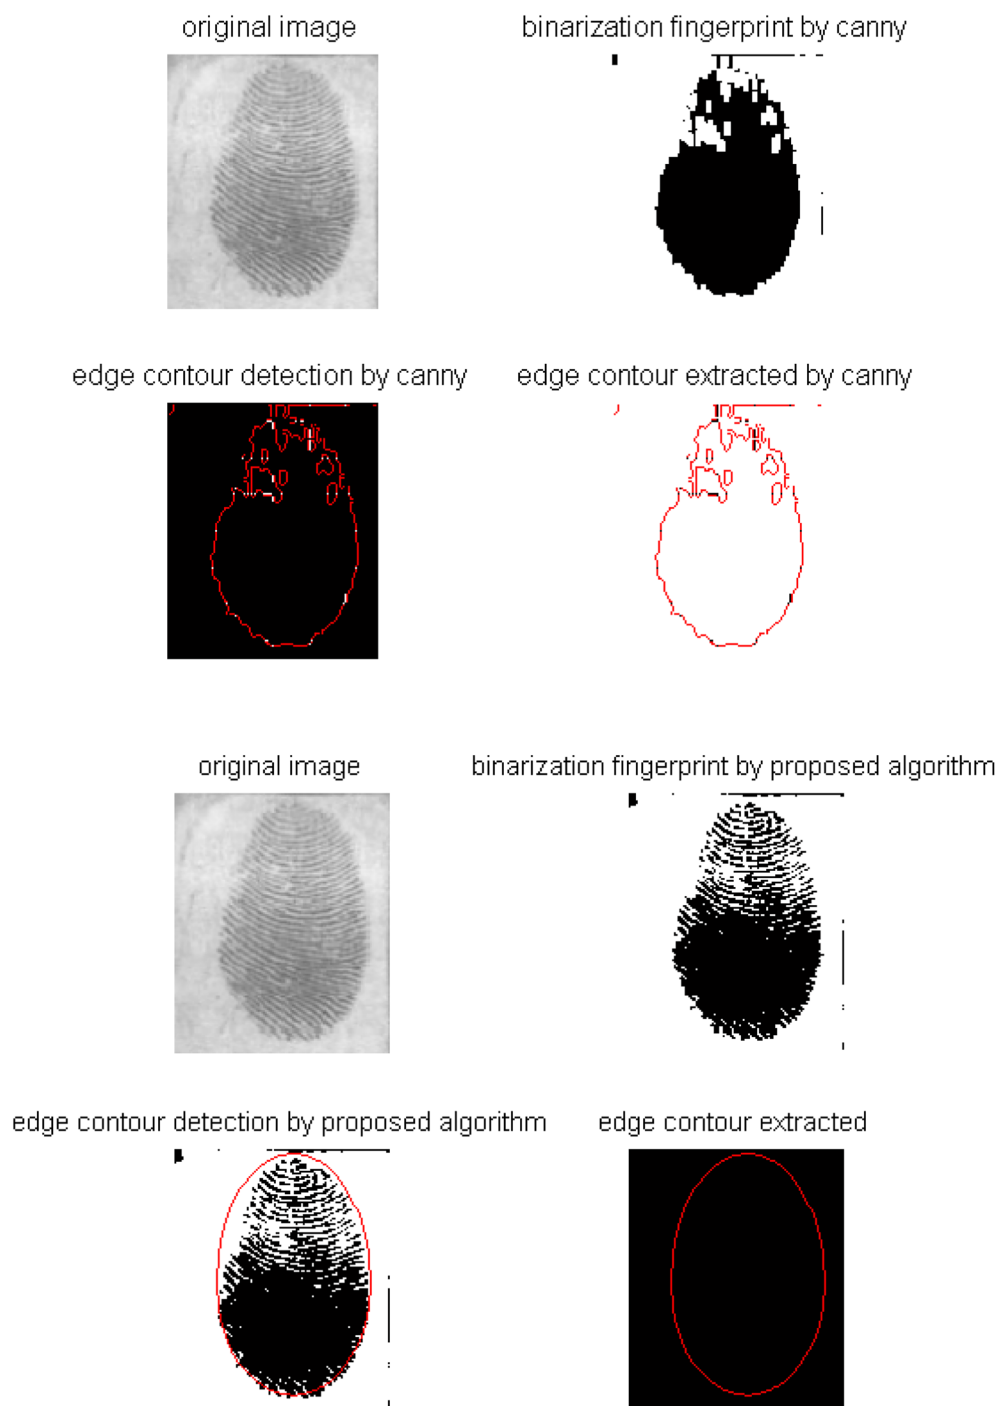 original image
binarization fingerprint by canny
edge contour detection by canny
edge contour extracted by canny
original image
binarization fingerprint by proposed algorithm
edge contour detection by proposed algorithm
edge contour extracted